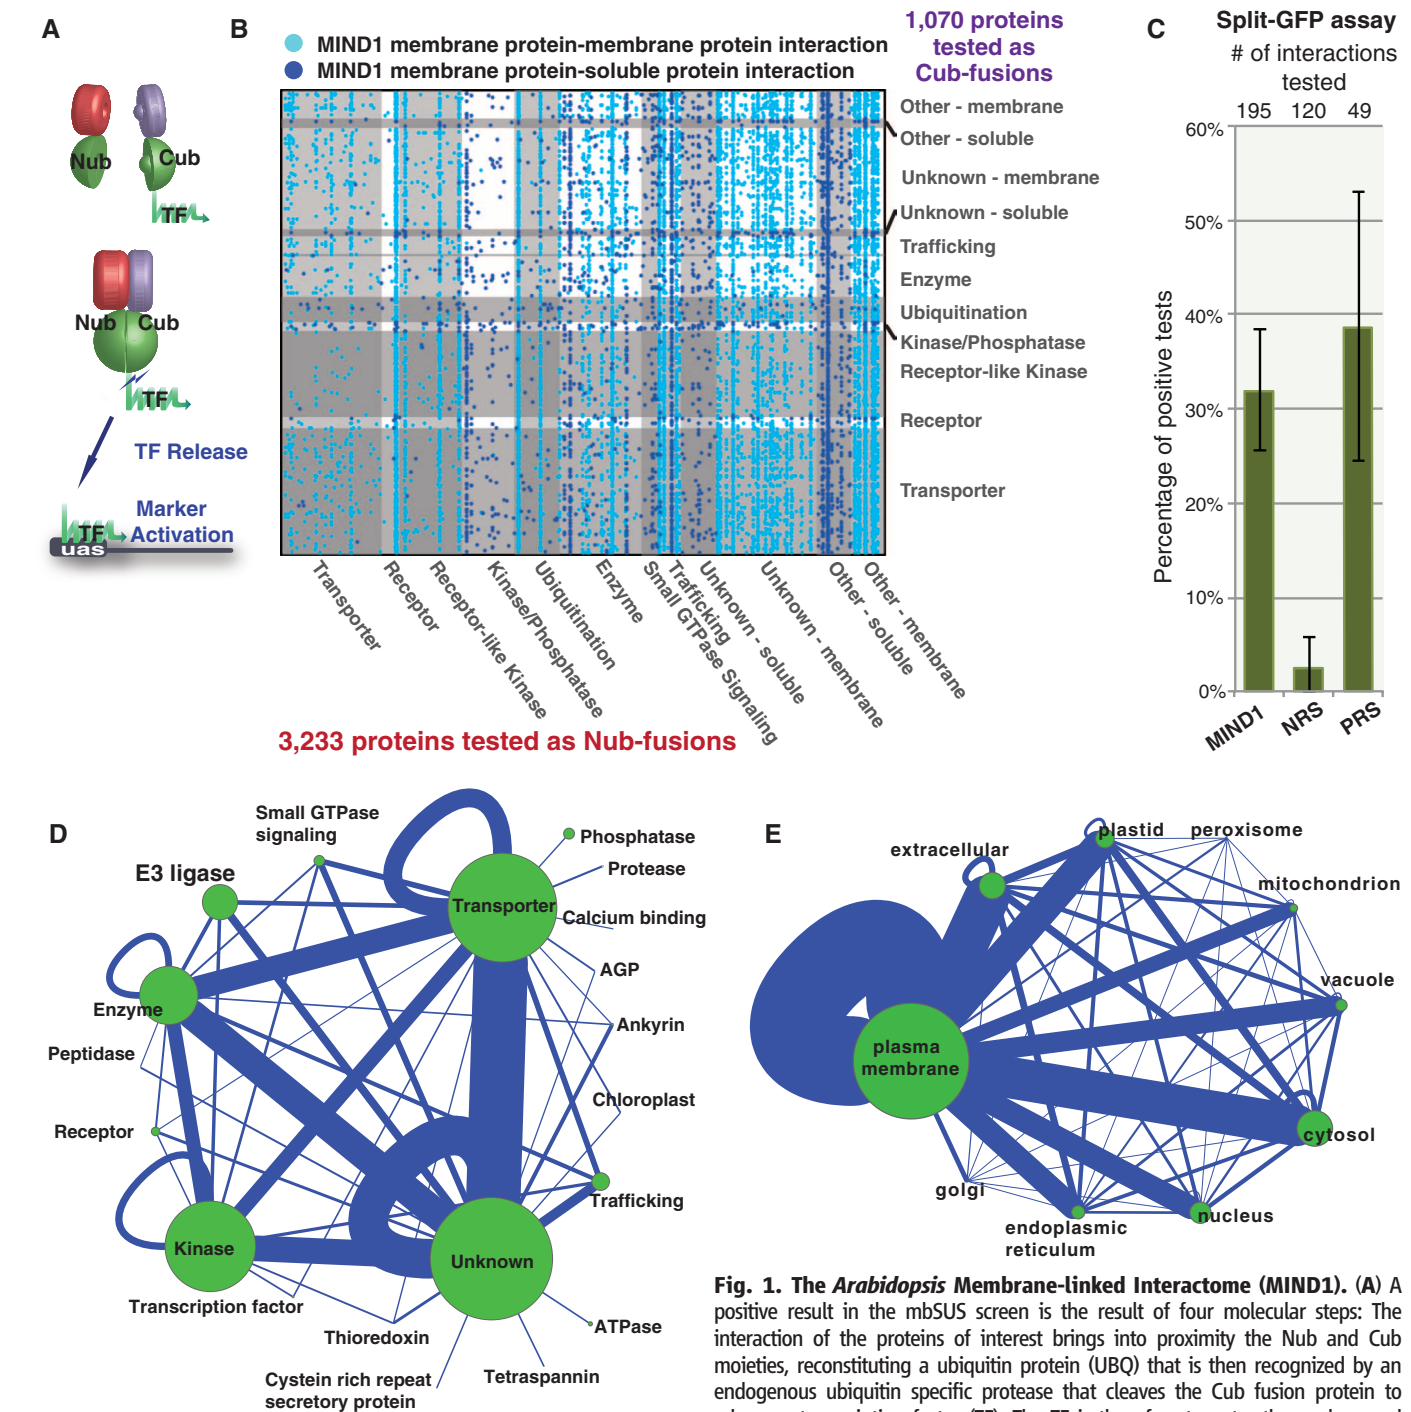 A
Nub
Cub
TF
Nub
Cub
TF
TF Release
Marker
Activation
TF
uas
B
MIND1 membrane protein-membrane protein interaction
MIND1 membrane protein-soluble protein interaction
1,070 proteins
tested as
Cub-fusions
Other - membrane
Other - soluble
Unknown - membrane
Unknown - soluble
Trafficking
Enzyme
Ubiquitination
Kinase/Phosphatase
Receptor-like Kinase
Receptor
Transporter
Transporter
Receptor
Receptor-like Kinase
Kinase/Phosphatase
Ubiquitination
Enzyme
Small GTPase Signaling
Trafficking
Unknown - soluble
Unknown - membrane
Other - soluble
Other - membrane
3,233 proteins tested as Nub-fusions
C
Split-GFP assay
# of interactions
tested
195 120 49
60%
50%
40%
30%
20%
10%
0%
Percentage of positive tests
MIND1
NRS
PRS
D
Small GTPase
signaling
E3 ligase
Transporter
Phosphatase
Protease
Calcium binding
AGP
Ankyrin
Enzyme
Peptidase
Chloroplast
Receptor
Trafficking
Kinase
Unknown
Transcription factor
Thioredoxin
ATPase
Tetraspannin
Cystein rich repeat
secretory protein
E
plastid
peroxisome
extracellular
mitochondrion
vacuole
plasma
membrane
cytosol
golgi
nucleus
endoplasmic
reticulum
Fig. 1. The Arabidopsis Membrane-linked Interactome (MIND1). (A) A
positive result in the mbSUS screen is the result of four molecular steps: The
interaction of the proteins of interest brings into proximity the Nub and Cub
moieties, reconstituting a ubiquitin protein (UBQ) that is then recognized by an
endogenous ubiquitin specific protease that cleaves the Cub fusion protein to